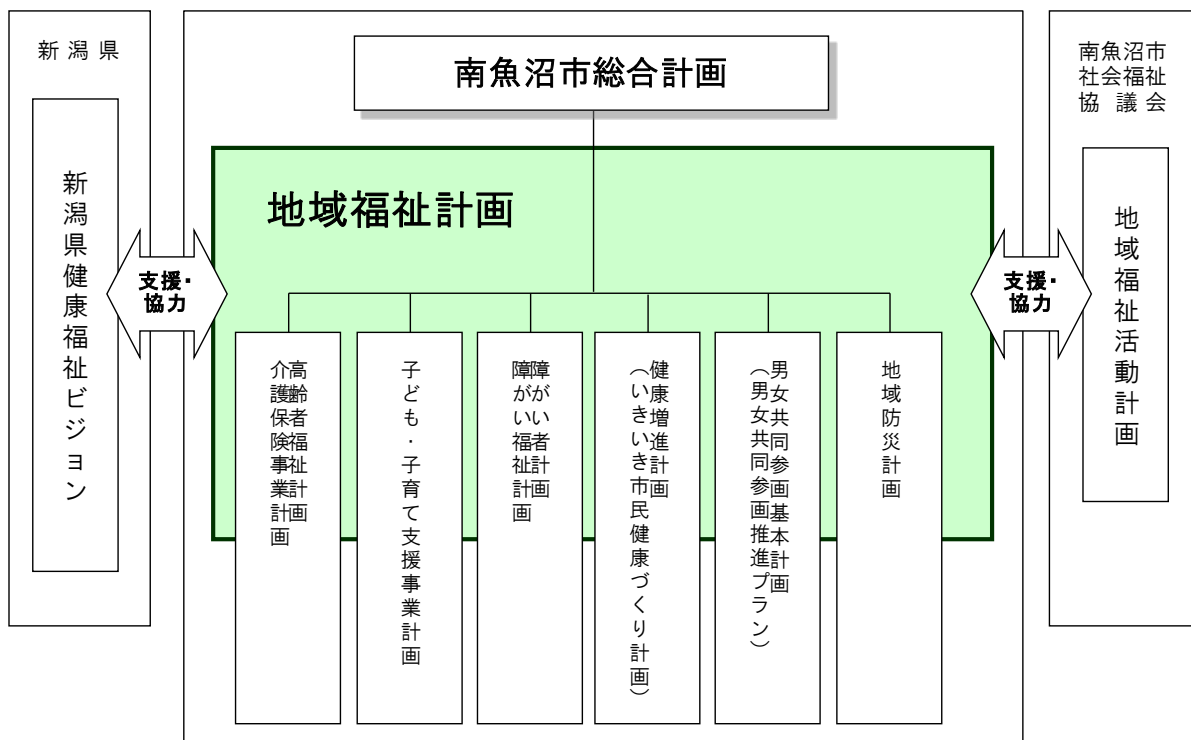 新潟県
新潟県健康福祉ビジョン
支援・
協力
南魚沼市総合計画
地域福祉計画
高齢者福祉計画
介護保険事業計画
子ども・子育て支援事業計画
障がい者計画
障がい福祉計画
健康増進計画
（いきいき市民健康づくり計画）
男女共同参画基本計画
（男女共同参画推進プラン）
地域防災計画
支援・
協力
南魚沼市
社会福祉
協議会
地域福祉活動計画